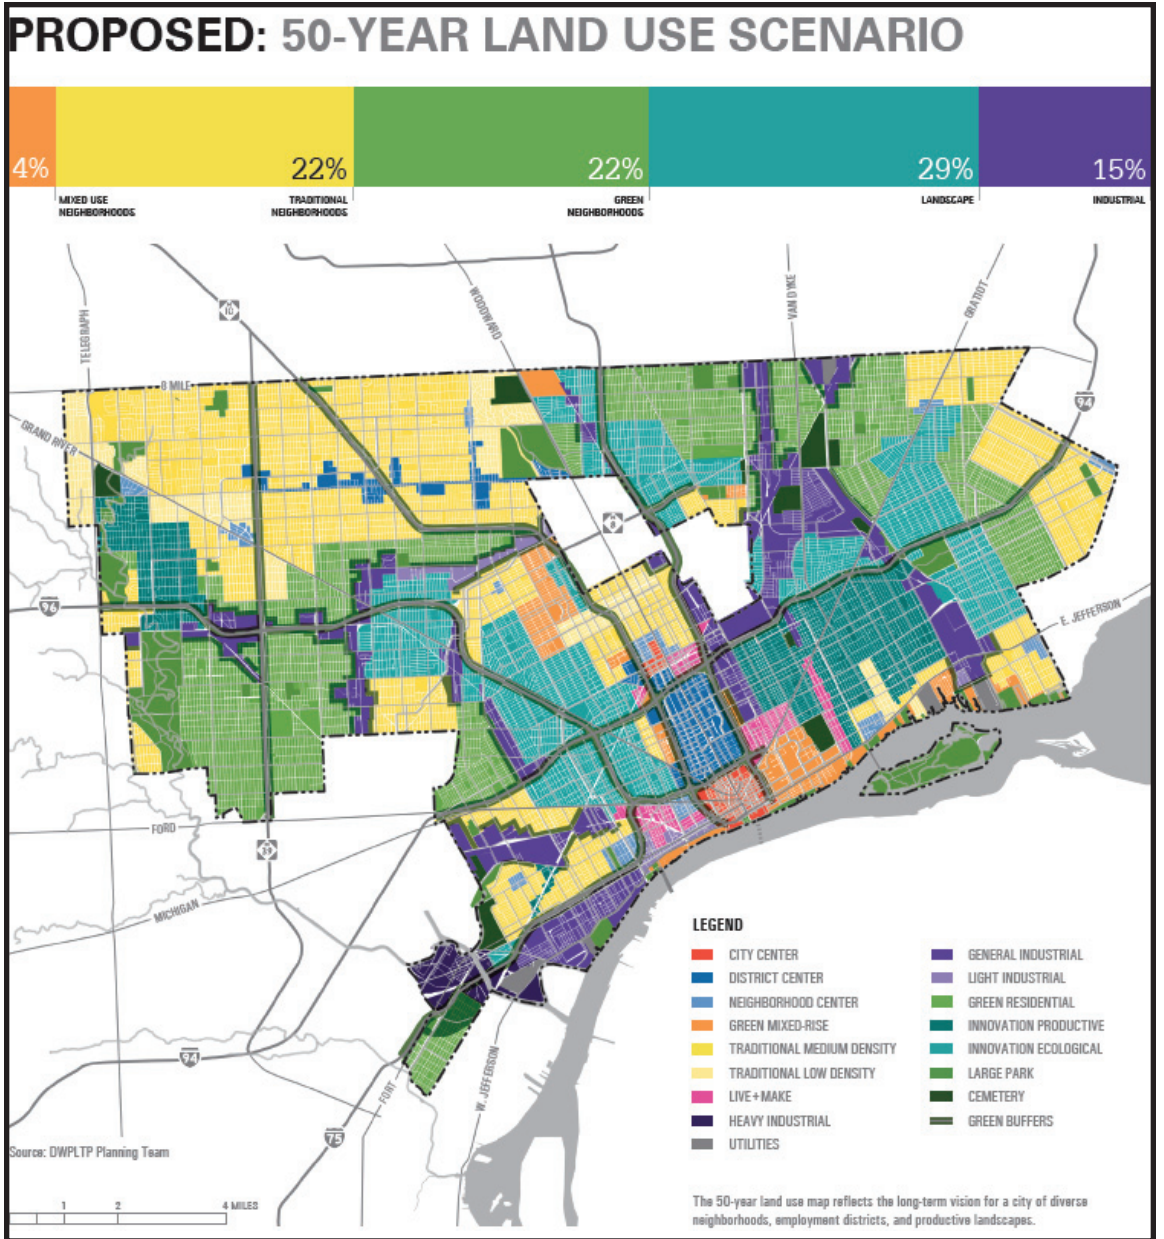 PROPOSED: 50-YEAR LAND USE SCENARIO
4%
22%
22%
29%
15%
MIXED USE
NEIGHBORHOODS
TRADITIONAL
NEIGHBORHOODS
GREEN
NEIGHBORHOODS
LANDSCAPE
INDUSTRIAL
TELEGRAPH
10
WOODWARD
VAN DYKE
GRATIOT
8 MILE
GRAND RIVER
94
8
96
E. JEFFERSON
FORD
39
MICHIGAN
94
FORT
W. JEFFERSON
75
LEGEND
CITY CENTER
DISTRICT CENTER
NEIGHBORHOOD CENTER
GREEN MIXED-RISE
TRADITIONAL MEDIUM DENSITY
TRADITIONAL LOW DENSITY
LIVE+MAKE
HEAVY INDUSTRIAL
UTILITIES
GENERAL INDUSTRIAL
LIGHT INDUSTRIAL
GREEN RESIDENTIAL
INNOVATION PRODUCTIVE
INNOVATION ECOLOGICAL
LARGE PARK
CEMETERY
GREEN BUFFERS
Source: DWPLTP Planning Team
1 2 4 MILES
The 50-year land use map reflects the long-term vision for a city of diverse
neighborhoods, employment districts, and productive landscapes.